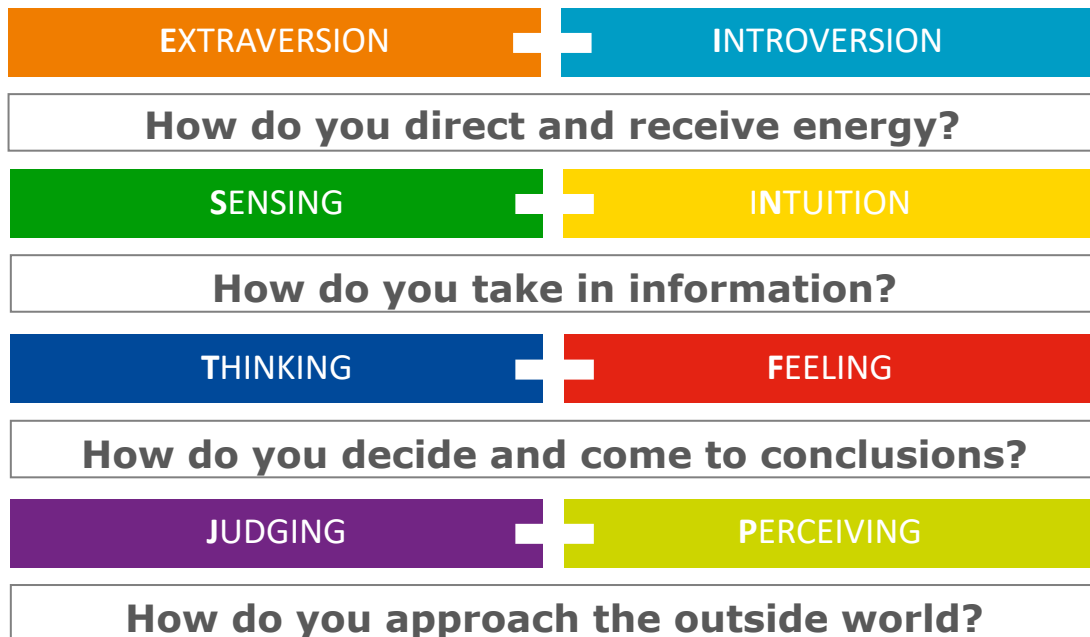 EXTRAVERSION INTROVERSION
How do you direct and receive energy?
SENSING INTUITION
How do you take in information?
THINKING FEELING
How do you decide and come to conclusions?
JUDGING PERCEIVING
How do you approach the outside world?